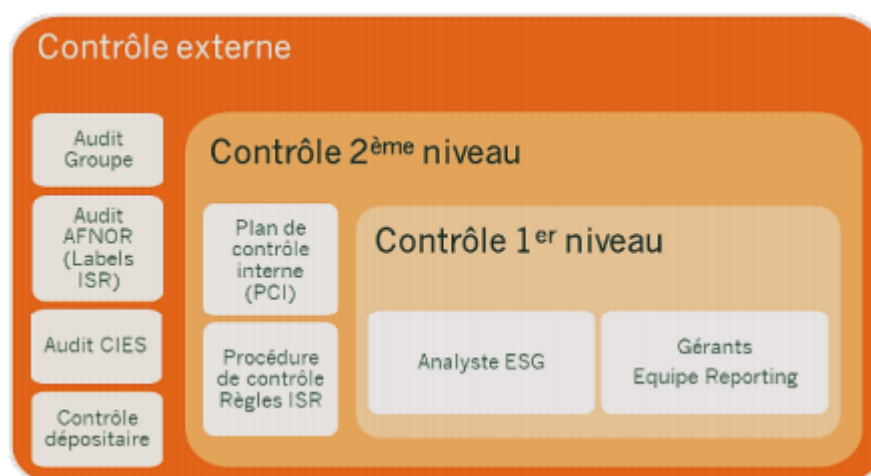 Contrôle externe
Audit
Groupe
Audit
AFNOR
(Labels
ISR)
Audit CIES
Contrôle
dépositaire
Contrôle 2ème niveau
Plan de
contrôle
interne
(PCI)
Procédure
de contrôle
Règles ISR
Contrôle 1er niveau
Analyste ESG
Gérants
Equipe Reporting